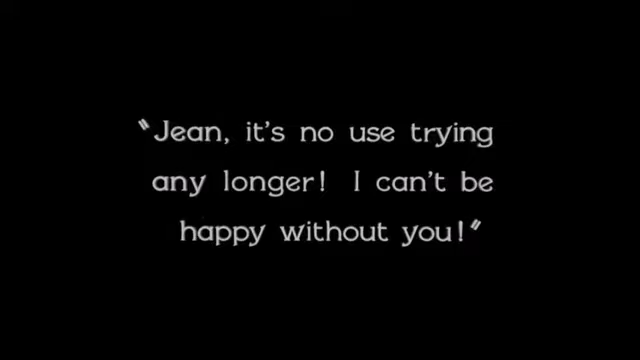 "Jean, it's no use trying
any longer! I can't be
happy without you!"